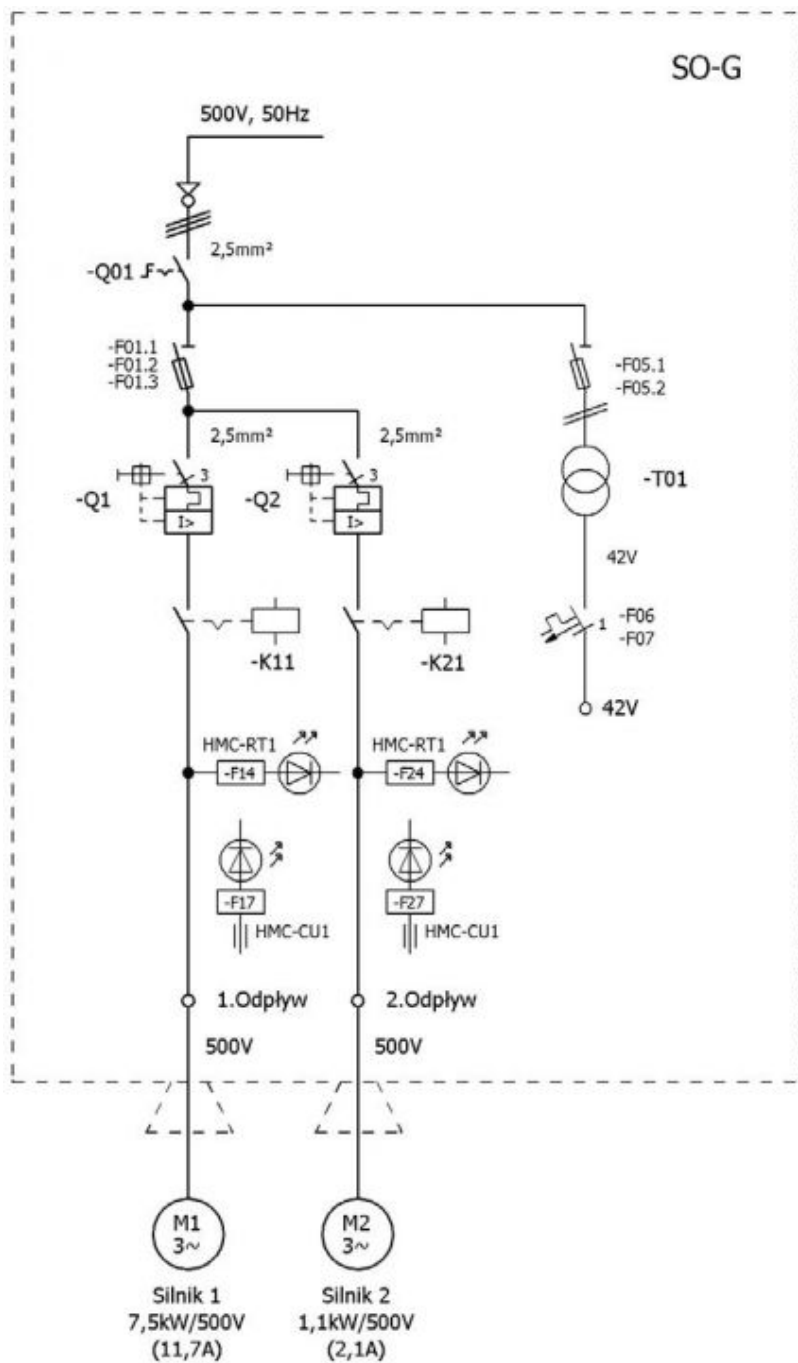 SO-G
500V, 50Hz
2,5mm²
-Q01
-F01.1
-F01.2
-F01.3
-F05.1
-F05.2
2,5mm²
2,5mm²
3
3
-Q1
I>
-Q2
I>
-T01
42V
-K11
-K21
1
-F06
-F07
42V
HMC-RT1
-F14
HMC-RT1
-F24
-F17
HMC-CU1
-F27
HMC-CU1
1.Odpływ
2.Odpływ
500V
500V
M1
3~
M2
3~
Silnik 1
7,5kW/500V
(11,7A)
Silnik 2
1,1kW/500V
(2,1A)